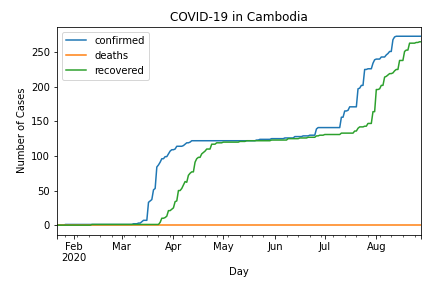 COVID-19 in Cambodia
confirmed
deaths
recovered
Number of Cases
250
200
150
100
50
0
Feb Mar Apr May Jun Jul Aug
2020
Day